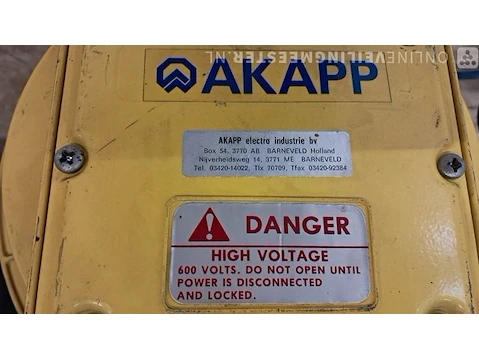 ONLINEVEILINGMEESTER.NL
AKAPP
AKAPP electro industrie bv
Box 54, 3770 AB BARNEVELD Holland
Nijverheidsweg 14, 3771 ME BARNEVELD
Tel. 03420-14022, Tlx 70709, Tfax 03420-92384
DANGER
HIGH VOLTAGE
600 VOLTS. DO NOT OPEN UNTIL
POWER IS DISCONNECTED
AND LOCKED.